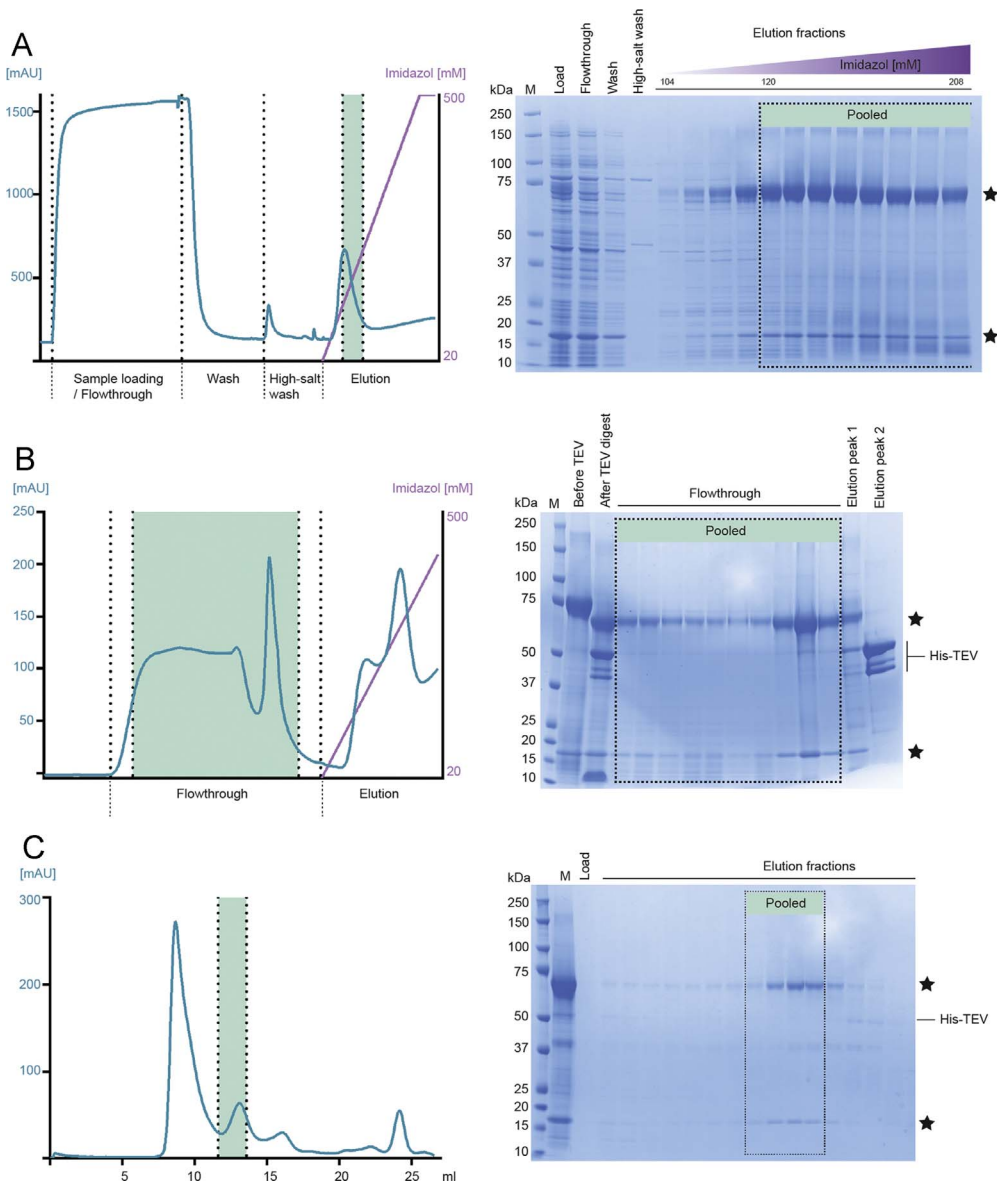 A
[mAU]
Imidazol [mM]
1500
1000
500
500
20
Sample loading
/ Flowthrough
Wash
High-salt
wash
Elution
Elution fractions
Imidazol [mM]
104
120
208
kDa
M
Load
Flowthrough
Wash
High-salt wash
Pooled
250
150
100
75
50
37
25
20
15
10
B
[mAU]
Imidazol [mM]
250
200
150
100
50
500
20
Flowthrough
Elution
kDa
M
Before TEV
After TEV digest
Flowthrough
Elution peak 1
Elution peak 2
Pooled
250
150
100
75
50
37
25
20
15
10
His-TEV
C
[mAU]
300
200
100
5
10
15
20
25
ml
kDa
M
Load
Elution fractions
Pooled
250
150
100
75
50
37
25
20
15
10
His-TEV